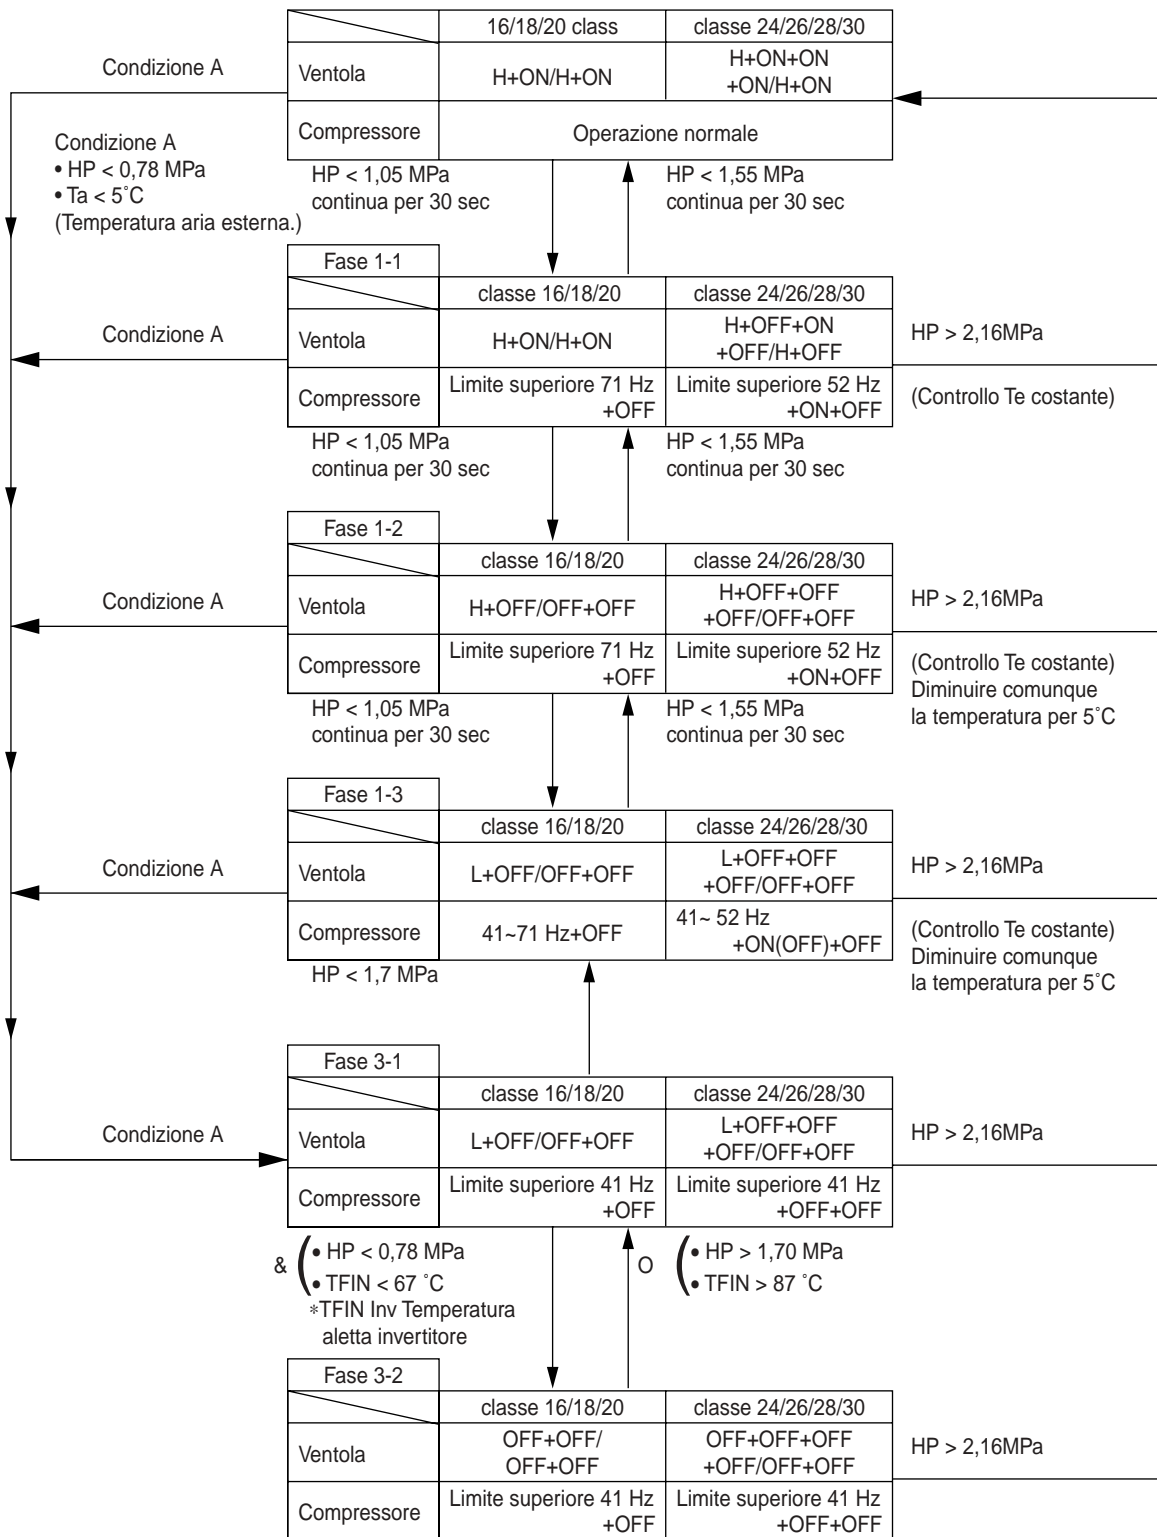 16/18/20 class
classe 24/26/28/30
Condizione A
Ventola
H+ON/H+ON
H+ON+ON
+ON/H+ON
Compressore
Operazione normale
Condizione A
• HP < 0,78 MPa
• Ta < 5˚C
(Temperatura aria esterna.)
HP < 1,05 MPa
continua per 30 sec
HP < 1,55 MPa
continua per 30 sec
Fase 1-1
classe 16/18/20
classe 24/26/28/30
Condizione A
Ventola
H+ON/H+ON
H+OFF+ON
+OFF/H+OFF
HP > 2,16MPa
Compressore
Limite superiore 71 Hz
+OFF
Limite superiore 52 Hz
+ON+OFF
(Controllo Te costante)
HP < 1,05 MPa
continua per 30 sec
HP < 1,55 MPa
continua per 30 sec
Fase 1-2
classe 16/18/20
classe 24/26/28/30
Condizione A
Ventola
H+OFF/OFF+OFF
H+OFF+OFF
+OFF/OFF+OFF
HP > 2,16MPa
Compressore
Limite superiore 71 Hz
+OFF
Limite superiore 52 Hz
+ON+OFF
(Controllo Te costante)
Diminuire comunque
la temperatura per 5˚C
HP < 1,05 MPa
continua per 30 sec
HP < 1,55 MPa
continua per 30 sec
Fase 1-3
classe 16/18/20
classe 24/26/28/30
Condizione A
Ventola
L+OFF/OFF+OFF
L+OFF+OFF
+OFF/OFF+OFF
HP > 2,16MPa
Compressore
41~71 Hz+OFF
41~ 52 Hz
+ON(OFF)+OFF
(Controllo Te costante)
Diminuire comunque
la temperatura per 5˚C
HP < 1,7 MPa
Fase 3-1
classe 16/18/20
classe 24/26/28/30
Condizione A
Ventola
L+OFF/OFF+OFF
L+OFF+OFF
+OFF/OFF+OFF
HP > 2,16MPa
Compressore
Limite superiore 41 Hz
+OFF
Limite superiore 41 Hz
+OFF+OFF
& ( • HP < 0,78 MPa
• TFIN < 67 ˚C
*TFIN Inv Temperatura
aletta invertitore
O ( • HP > 1,70 MPa
• TFIN > 87 ˚C
Fase 3-2
classe 16/18/20
classe 24/26/28/30
Ventola
OFF+OFF/
OFF+OFF
OFF+OFF+OFF
+OFF/OFF+OFF
HP > 2,16MPa
Compressore
Limite superiore 41 Hz
+OFF
Limite superiore 41 Hz
+OFF+OFF